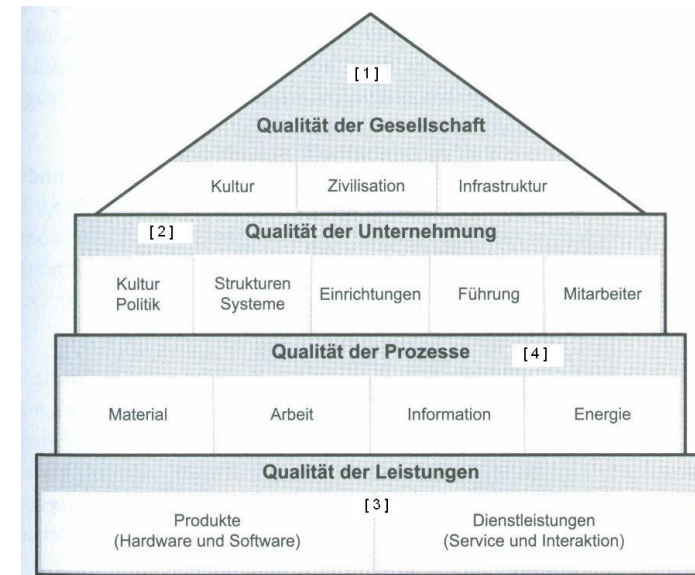 [1]
Qualität der Gesellschaft
Kultur Zivilisation Infrastruktur
[2] Qualität der Unternehmung
Kultur Politik Strukturen Systeme Einrichtungen Führung Mitarbeiter
Qualität der Prozesse [4]
Material Arbeit Information Energie
Qualität der Leistungen
[3]
Produkte
(Hardware und Software)
Dienstleistungen
(Service und Interaktion)